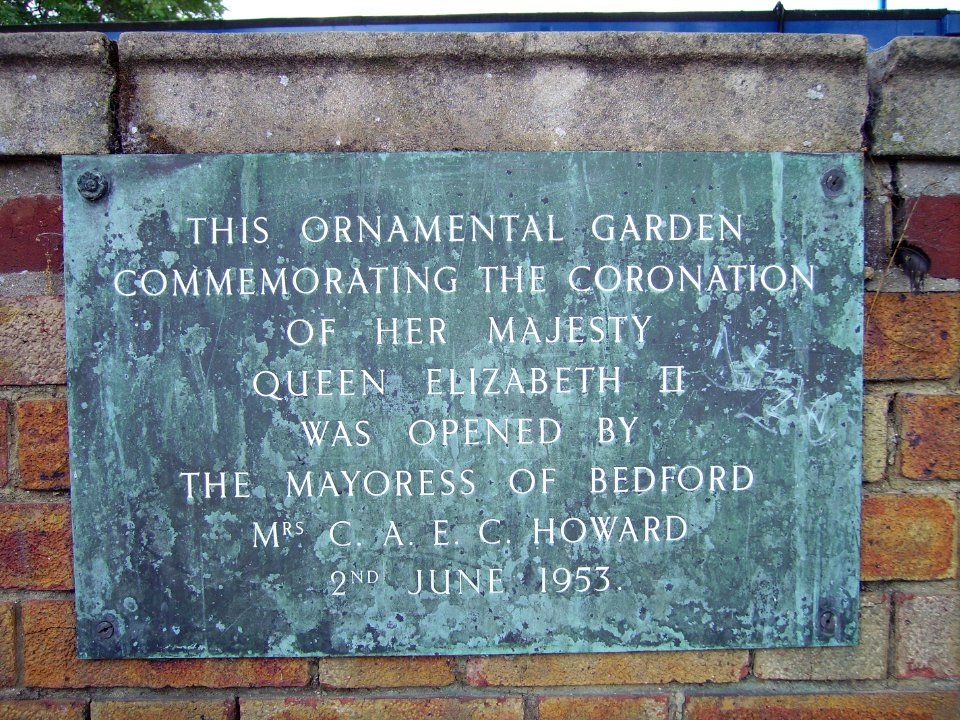 THIS ORNAMENTAL GARDEN
COMMEMORATING THE CORONATION
OF HER MAJESTY
QUEEN ELIZABETH II
WAS OPENED BY
THE MAYORESS OF BEDFORD
MRS C. A. E. C. HOWARD
2ND JUNE 1953.